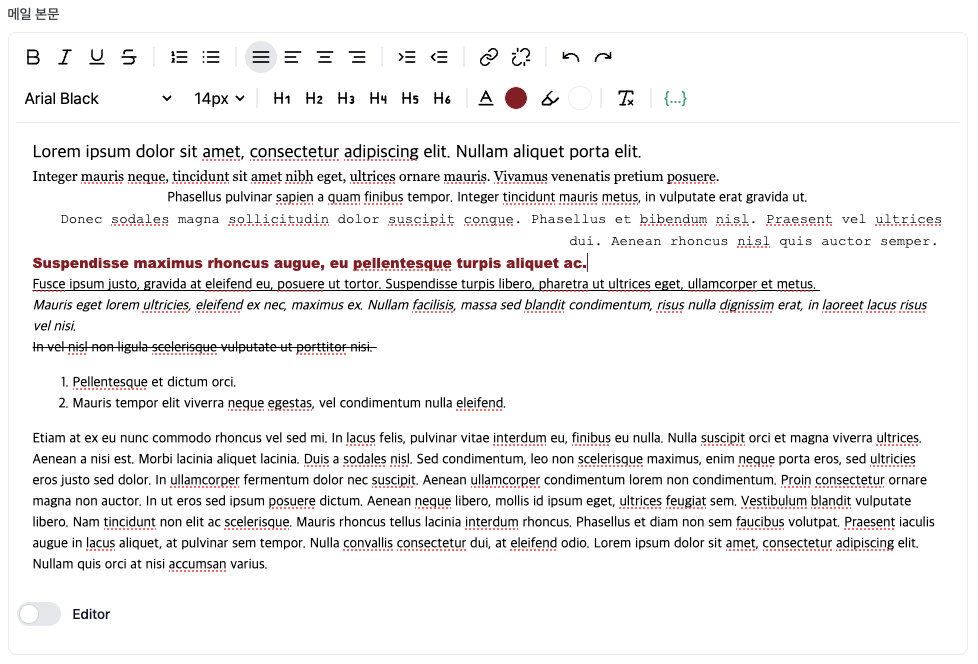 메일 본문
B I U S
Arial Black 14px H1 H2 H3 H4 H5 H6 A Tx {...}
Lorem ipsum dolor sit amet, consectetur adipiscing elit. Nullam aliquet porta elit.
Integer mauris neque, tincidunt sit amet nibh eget, ultrices ornare mauris. Vivamus venenatis pretium posuere.
Phasellus pulvinar sapien a quam finibus tempor. Integer tincidunt mauris metus, in vulputate erat gravida ut.
Donec sodales magna sollicitudin dolor suscipit congue. Phasellus et bibendum nisl. Praesent vel ultrices
dui. Aenean rhoncus nisl quis auctor semper.
Suspendisse maximus rhoncus augue, eu pellentesque turpis aliquet ac.
Fusce ipsum justo, gravida at eleifend eu, posuere ut tortor. Suspendisse turpis libero, pharetra ut ultrices eget, ullamcorper et metus.
Mauris eget lorem ultricies, eleifend ex nec, maximus ex. Nullam facilisis, massa sed blandit condimentum, risus nulla dignissim erat, in laoreet lacus risus
vel nisi.
In vel nisl non ligula scelerisque vulputate ut porttitor nisi.
1. Pellentesque et dictum orci.
2. Mauris tempor elit viverra neque egestas, vel condimentum nulla eleifend.
Etiam at ex eu nunc commodo rhoncus vel sed mi. In lacus felis, pulvinar vitae interdum eu, finibus eu nulla. Nulla suscipit orci et magna viverra ultrices.
Aenean a nisi est. Morbi lacinia aliquet lacinia. Duis a sodales nisl. Sed condimentum, leo non scelerisque maximus, enim neque porta eros, sed ultricies
eros justo sed dolor. In ullamcorper fermentum dolor nec suscipit. Aenean ullamcorper condimentum lorem non condimentum. Proin consectetur ornare
magna non auctor. In ut eros sed ipsum posuere dictum. Aenean neque libero, mollis id ipsum eget, ultrices feugiat sem. Vestibulum blandit vulputate
libero. Nam tincidunt non elit ac scelerisque. Mauris rhoncus tellus lacinia interdum rhoncus. Phasellus et diam non sem faucibus volutpat. Praesent iaculis
augue in lacus aliquet, at pulvinar sem tempor. Nulla convallis consectetur dui, at eleifend odio. Lorem ipsum dolor sit amet, consectetur adipiscing elit.
Nullam quis orci at nisi accumsan varius.
Editor